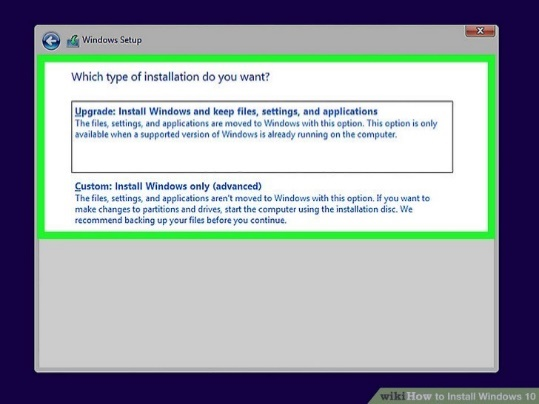 Windows Setup
Which type of installation do you want?
Upgrade: Install Windows and keep files, settings, and applications
The files, settings, and applications are moved to Windows with this option. This option is only
available when a supported version of Windows is already running on the computer.
Custom: Install Windows only (advanced)
The files, settings, and applications aren't moved to Windows with this option. If you want to
make changes to partitions and drives, start the computer using the installation disc. We
recommend backing up your files before you continue.
wikiHow to Install Windows 10